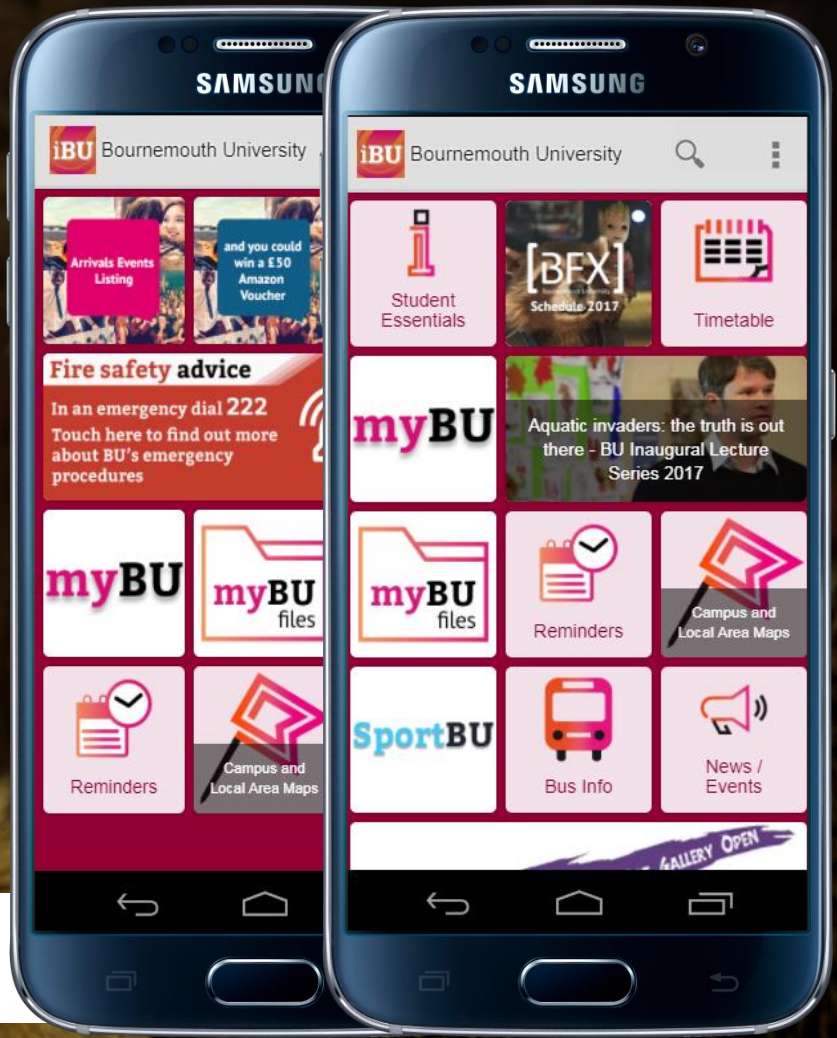 SAMSUN
iBU Bournemouth University
Arrivals Events
Listing
and you could
win a £50
Amazon
Voucher
Fire safety advice
In an emergency dial 222
Touch here to find out more
about BU's emergency
procedures
myBU
myBU
files
Reminders
Campus and
Local Area Maps
SAMSUNG
iBU Bournemouth University
Student
Essentials
[BFX]
Schedule 2017
Timetable
myBU
Aquatic invaders: the truth is out
there - BU Inaugural Lecture
Series 2017
myBU
files
Reminders
Campus and
Local Area Maps
SportBU
Bus Info
News /
Events
GALLERY OPEN